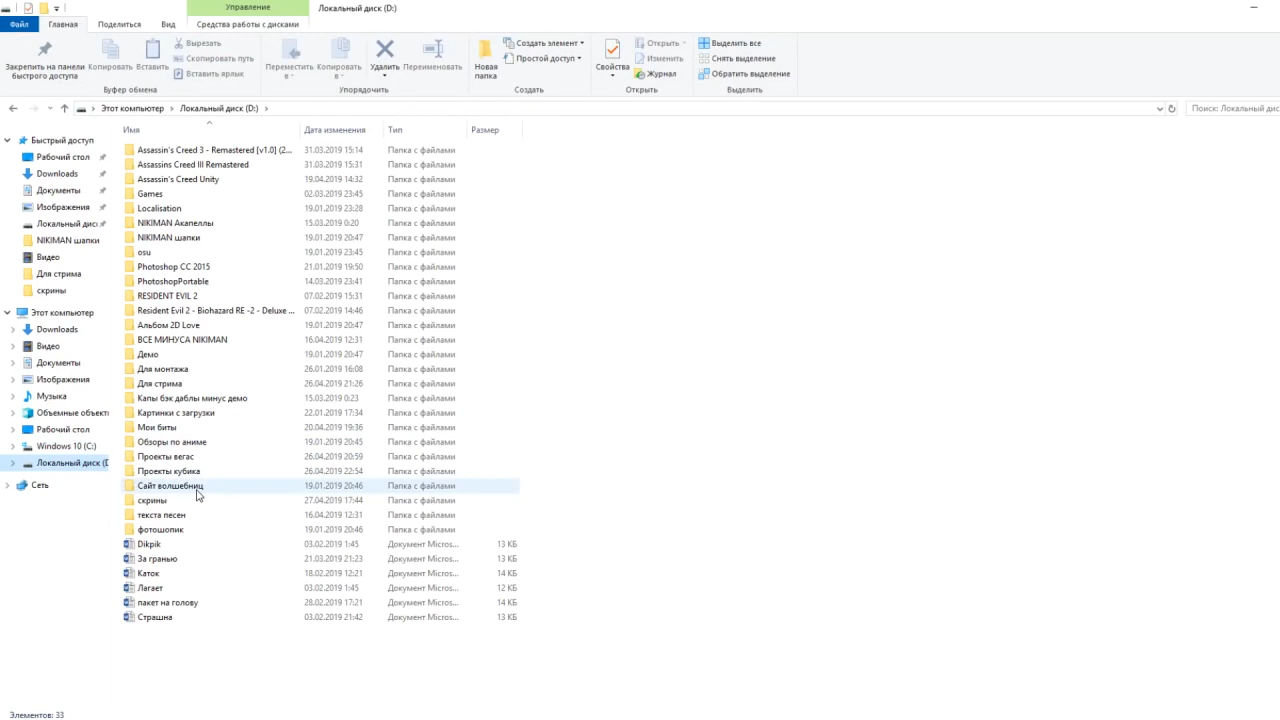 Управление
Локальный диск (D:)
Файл
Главная
Поделиться
Вид
Средства работы с дисками
Закрепить на панели быстрого доступа
Копировать
Вставить
Вырезать
Скопировать путь
Вставить ярлык
Буфер обмена
Переместить в
Копировать в
Удалить
Переименовать
Упорядочить
Новая папка
Создать элемент
Простой доступ
Создать
Свойства
Открыть
Изменить
Журнал
Открыть
Выделить все
Снять выделение
Обратить выделение
Выделить
Этот компьютер > Локальный диск (D:) >
Поиск: Локальный дис
Имя Дата изменения Тип Размер
Быстрый доступ
Рабочий стол
Downloads
Документы
Изображения
Локальный диск
NIKIMAN шапки
Видео
Для стрима
скрины
Этот компьютер
Downloads
Видео
Документы
Изображения
Музыка
Объемные объект
Рабочий стол
Windows 10 (C:)
Локальный диск (D
Сеть
Assassin's Creed 3 - Remastered [v1.0] (2... 31.03.2019 15:14 Папка с файлами
Assassins Creed III Remastered 31.03.2019 15:31 Папка с файлами
Assassin's Creed Unity 19.04.2019 14:32 Папка с файлами
Games 02.03.2019 23:45 Папка с файлами
Localisation 19.01.2019 23:28 Папка с файлами
NIKIMAN Акапеллы 15.03.2019 0:20 Папка с файлами
NIKIMAN шапки 19.01.2019 20:47 Папка с файлами
osu 19.01.2019 23:45 Папка с файлами
Photoshop CC 2015 21.01.2019 19:50 Папка с файлами
PhotoshopPortable 14.03.2019 23:41 Папка с файлами
RESIDENT EVIL 2 07.02.2019 15:31 Папка с файлами
Resident Evil 2 - Biohazard RE -2 - Deluxe ... 07.02.2019 14:46 Папка с файлами
Альбом 2D Love 19.01.2019 20:47 Папка с файлами
ВСЕ МИНУСА NIKIMAN 16.04.2019 12:31 Папка с файлами
Демо 19.01.2019 20:47 Папка с файлами
Для монтажа 26.01.2019 16:08 Папка с файлами
Для стрима 26.04.2019 21:26 Папка с файлами
Капы бэк даблы минус демо 15.03.2019 0:23 Папка с файлами
Картинки с загрузки 22.01.2019 17:34 Папка с файлами
Мои биты 20.04.2019 19:36 Папка с файлами
Обзоры по аниме 19.01.2019 20:45 Папка с файлами
Проекты вегас 26.04.2019 20:59 Папка с файлами
Проекты кубика 26.04.2019 22:54 Папка с файлами
Сайт волшебниц 19.01.2019 20:46 Папка с файлами
скрины 27.04.2019 17:44 Папка с файлами
текста песен 16.04.2019 12:31 Папка с файлами
фотошопик 19.01.2019 20:46 Папка с файлами
Dikpik 03.02.2019 1:45 Документ Micros... 13 КБ
За гранью 21.03.2019 21:23 Документ Micros... 13 КБ
Каток 18.02.2019 12:21 Документ Micros... 14 КБ
Лагает 03.02.2019 1:45 Документ Micros... 12 КБ
пакет на голову 28.02.2019 17:21 Документ Micros... 14 КБ
Страшна 03.02.2019 21:42 Документ Micros... 13 КБ
Элементов: 33